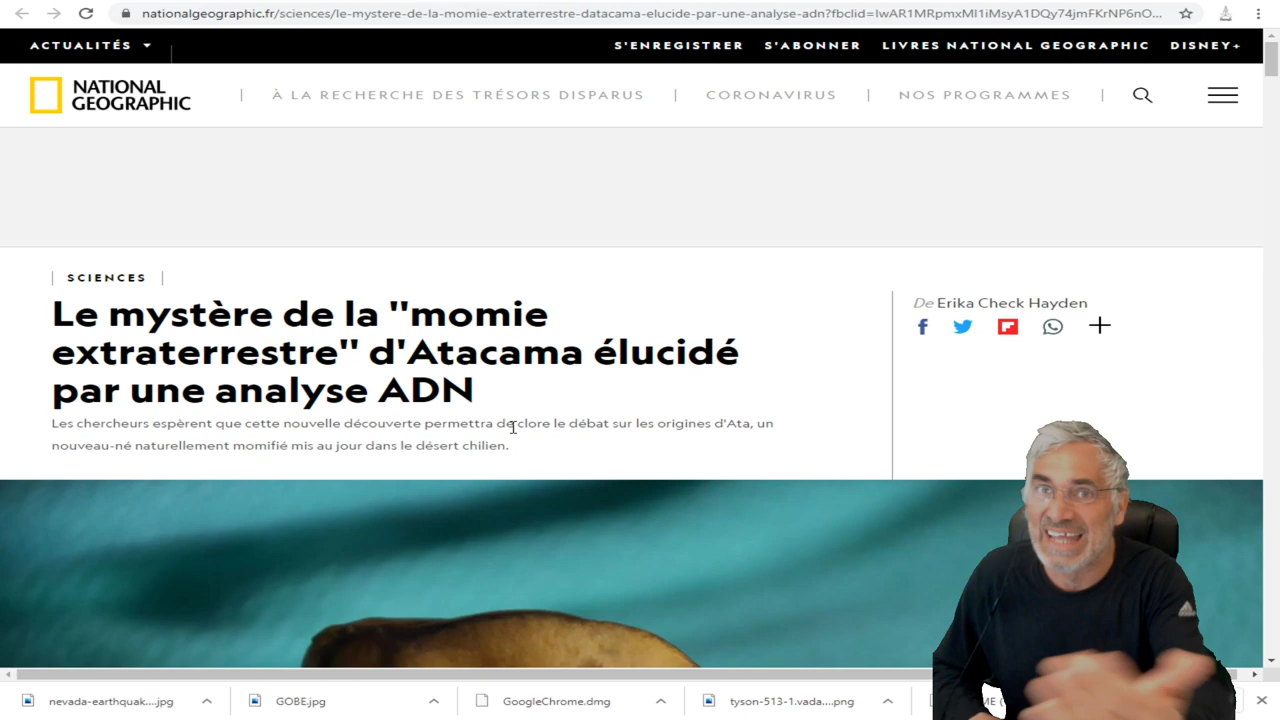 nationalgeographic.fr/sciences/le-mystere-de-la-momie-extraterrestre-datacama-elucide-par-une-analyse-adn?fbclid=IwAR1MRpmxMI1iMsyA1DQy74jmFKrNP6nO...
ACTUALITÉS
S'ENREGISTRER S'ABONNER LIVRES NATIONAL GEOGRAPHIC DISNEY+
NATIONAL
GEOGRAPHIC
À LA RECHERCHE DES TRÉSORS DISPARUS
CORONAVIRUS
NOS PROGRAMMES
SCIENCES
Le mystère de la "momie
extraterrestre" d'Atacama élucidé
par une analyse ADN
Les chercheurs espèrent que cette nouvelle découverte permettra de clore le débat sur les origines d'Ata, un
nouveau-né naturellement momifié mis au jour dans le désert chilien.
De Erika Check Hayden
nevada-earthquak....jpg
GOBE.jpg
GoogleChrome.dmg
tyson-513-1.vada....png